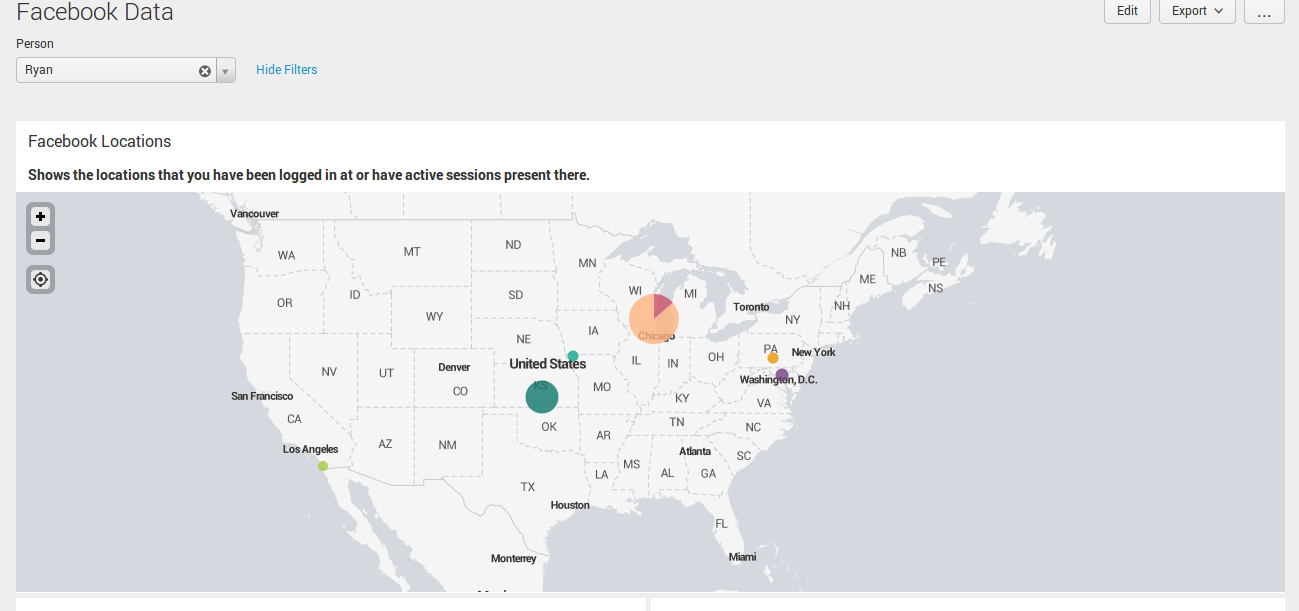 Facebook Data
Edit
Export
...
Person
Ryan
Hide Filters
Facebook Locations
Shows the locations that you have been logged in at or have active sessions present there.
+
-
Vancouver
WA
MT
ND
MN
OR
ID
SD
WI
MI
WY
NE
IA
Chicago
Toronto
NY
NH
ME
NB
PE
NS
NV
UT
Denver
CO
United States
KS
MO
IL
IN
OH
PA
New York
Washington, D.C.
San Francisco
CA
KY
VA
Los Angeles
AZ
NM
OK
AR
TN
NC
Atlanta
SC
MS
AL
GA
LA
TX
Houston
FL
Monterrey
Miami